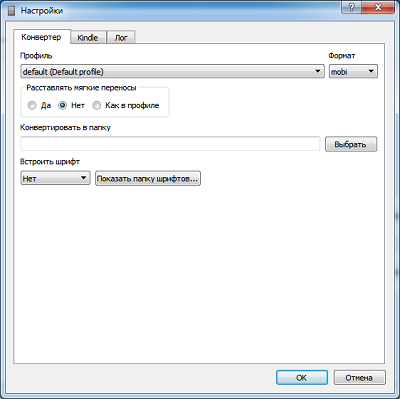 Настройки
Конвертер Kindle Лог
Профиль Формат
default (Default profile) mobi
Расставлять мягкие переносы
Да Нет Как в профиле
Конвертировать в папку
Выбрать
Встроить шрифт
Нет Показать папку шрифтов...
OK Отмена